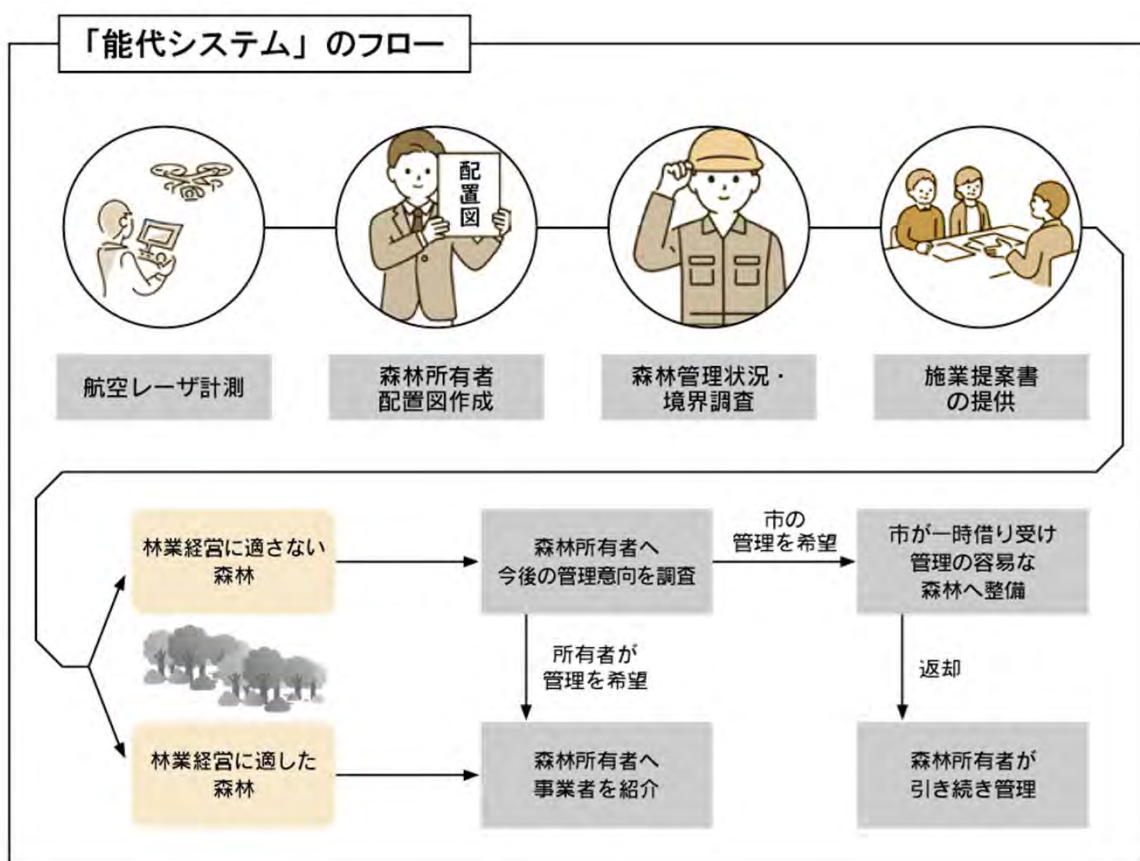 「能代システム」のフロー
配置図
航空レーザ計測
森林所有者
配置図作成
森林管理状況・
境界調査
施業提案書
の提供
林業経営に適さない
森林
森林所有者へ
今後の管理意向を調査
市の
管理を希望
市が一時借り受け
管理の容易な
森林へ整備
所有者が
管理を希望
返却
林業経営に適した
森林
森林所有者へ
事業者を紹介
森林所有者が
引き続き管理